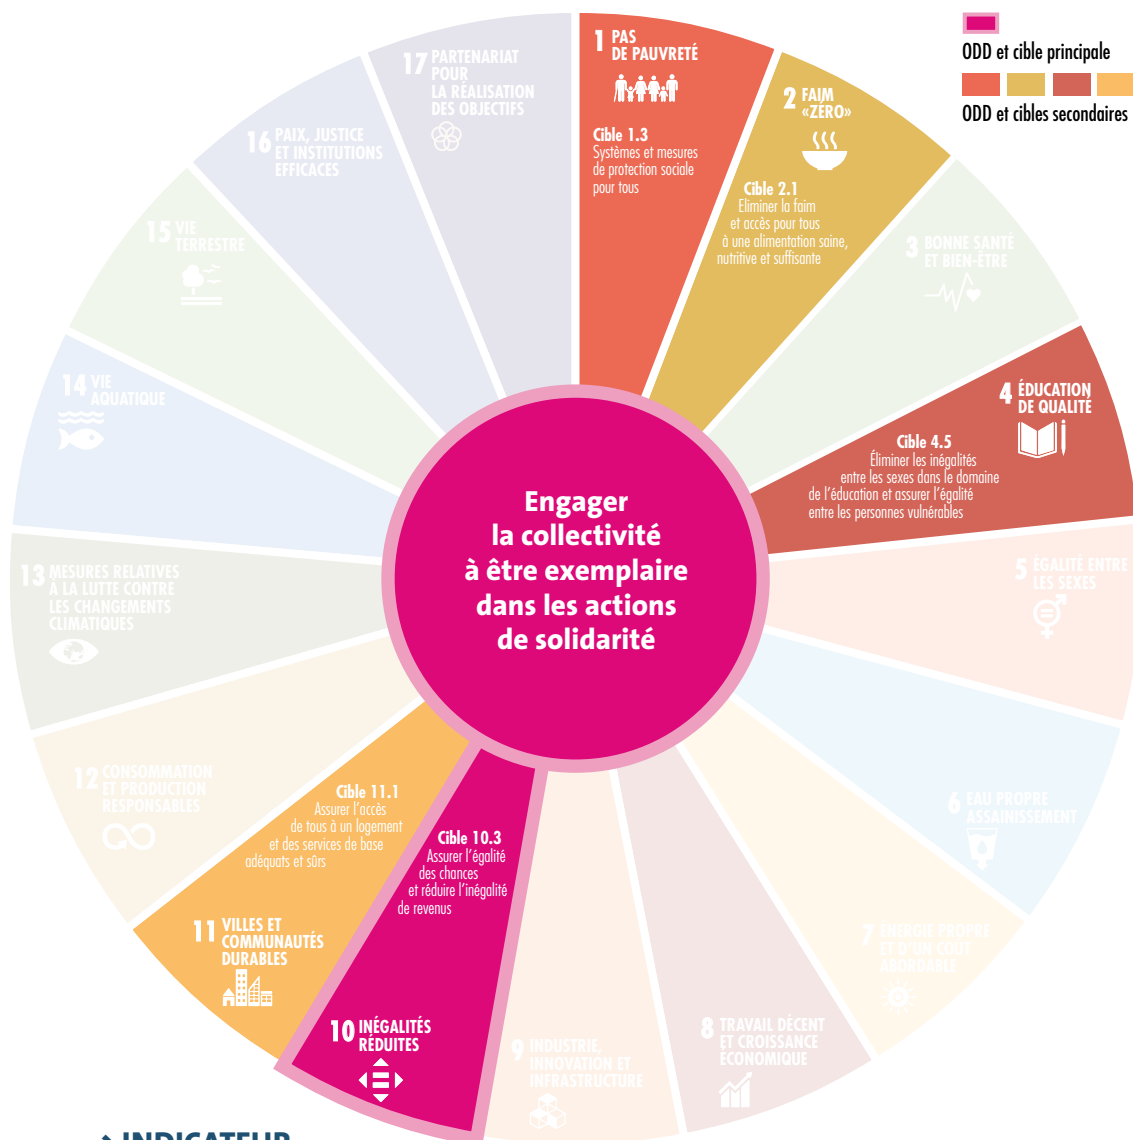 ODD et cible principale
ODD et cibles secondaires
1 PAS
DE PAUVRETÉ
Cible 1.3
Systèmes et mesures
de protection sociale
pour tous
2 FAIM
«ZÉRO»
Cible 2.1
Eliminer la faim
et accès pour tous
à une alimentation saine,
nutritive et suffisante
3 BONNE SANTÉ
ET BIEN-ÊTRE
4 ÉDUCATION
DE QUALITÉ
Cible 4.5
Éliminer les inégalités
entre les sexes dans le domaine
de l'éducation et assurer l'égalité
entre les personnes vulnérables
5 ÉGALITÉ ENTRE
LES SEXES
6 EAU PROPRE
ASSAINISSEMENT
7 ÉNERGIE PROPRE
ET D'UN COÛT
ABORDABLE
8 TRAVAIL DÉCENT
ET CROISSANCE
ÉCONOMIQUE
9 INDUSTRIE,
INNOVATION ET
INFRASTRUCTURE
10 INÉGALITÉS
RÉDUITES
Cible 10.3
Assurer l'égalité
des chances
et réduire l'inégalité
de revenus
11 VILLES ET
COMMUNAUTÉS
DURABLES
Cible 11.1
Assurer l'accès
de tous à un logement
et des services de base
adéquats et sûrs
12 CONSOMMATION
ET PRODUCTION
RESPONSABLES
13 MESURES RELATIVES
À LA LUTTE CONTRE
LES CHANGEMENTS
CLIMATIQUES
14 VIE
AQUATIQUE
15 VIE
TERRESTRE
16 PAIX, JUSTICE
ET INSTITUTIONS
EFFICACES
17 PARTENARIAT
POUR
LA RÉALISATION
DES OBJECTIFS
Engager
la collectivité
à être exemplaire
dans les actions
de solidarité
INDICATEUR